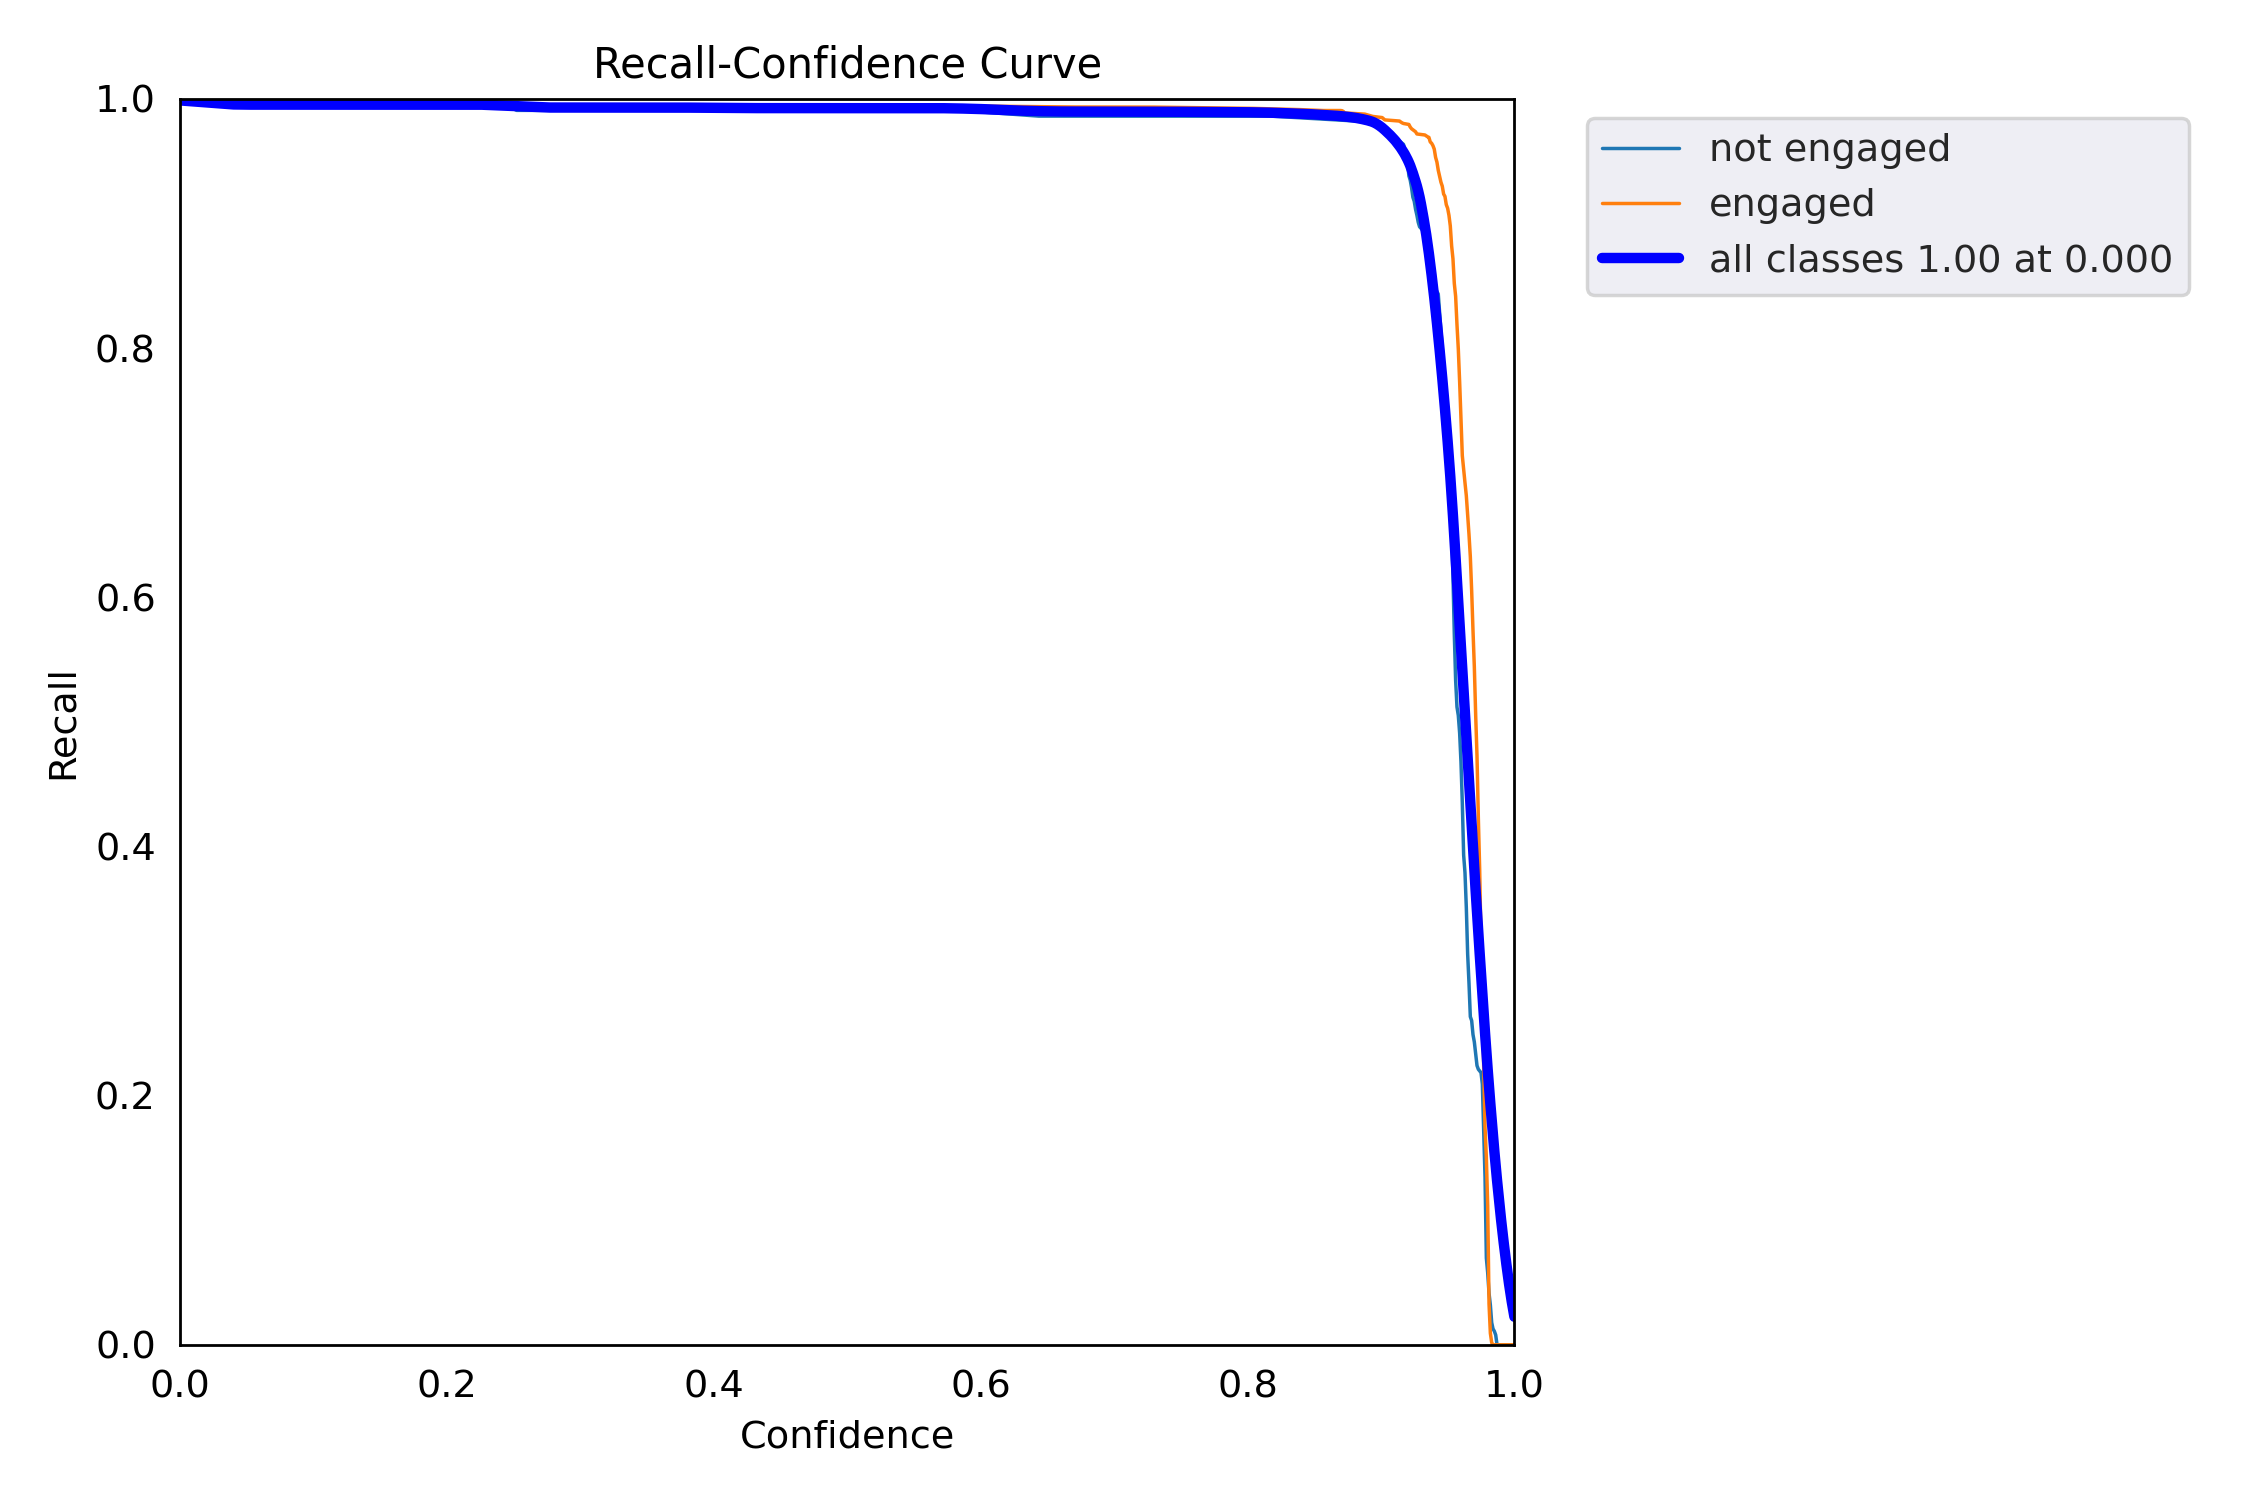 Recall-Confidence Curve
1.0
0.8
0.6
0.4
0.2
0.0
Recall
0.0 0.2 0.4 0.6 0.8 1.0
Confidence
not engaged
engaged
all classes 1.00 at 0.000